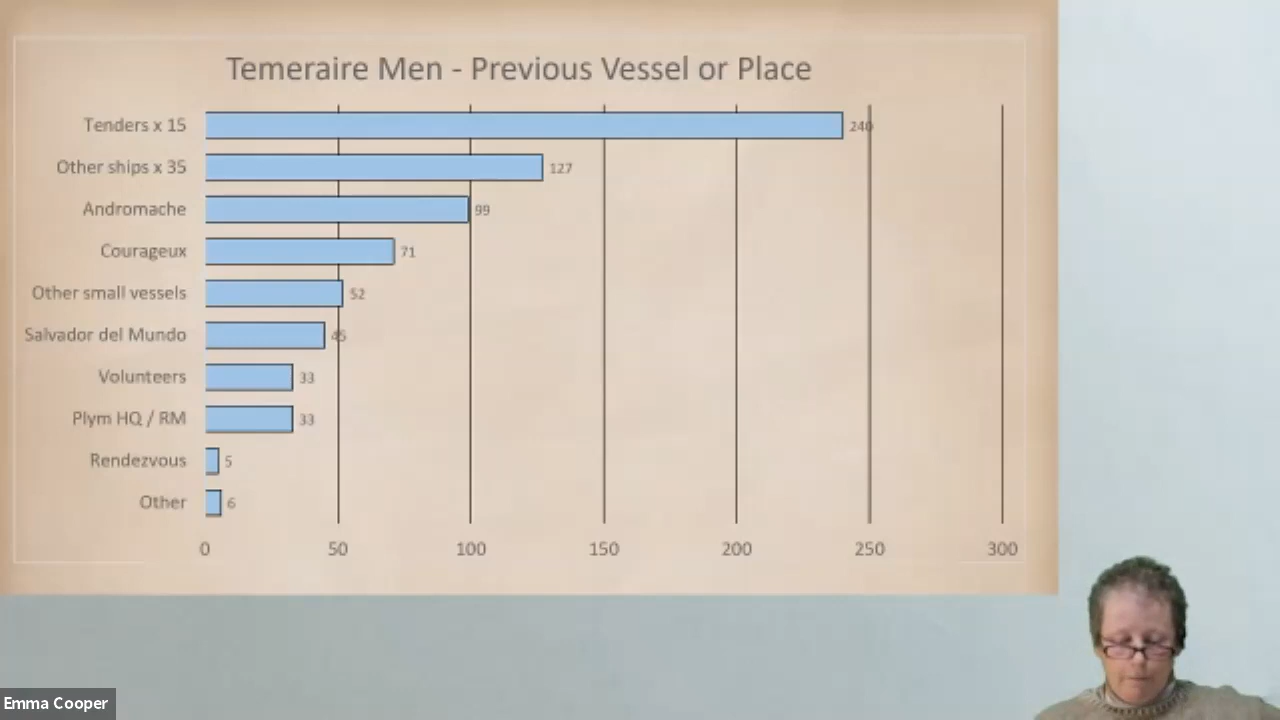 Temeraire Men - Previous Vessel or Place
Tenders x 15 240
Other ships x 35 127
Andromache 99
Courageux 71
Other small vessels 52
Salvador del Mundo 45
Volunteers 33
Plym HQ / RM 33
Rendezvous 5
Other 6
0 50 100 150 200 250 300
Emma Cooper